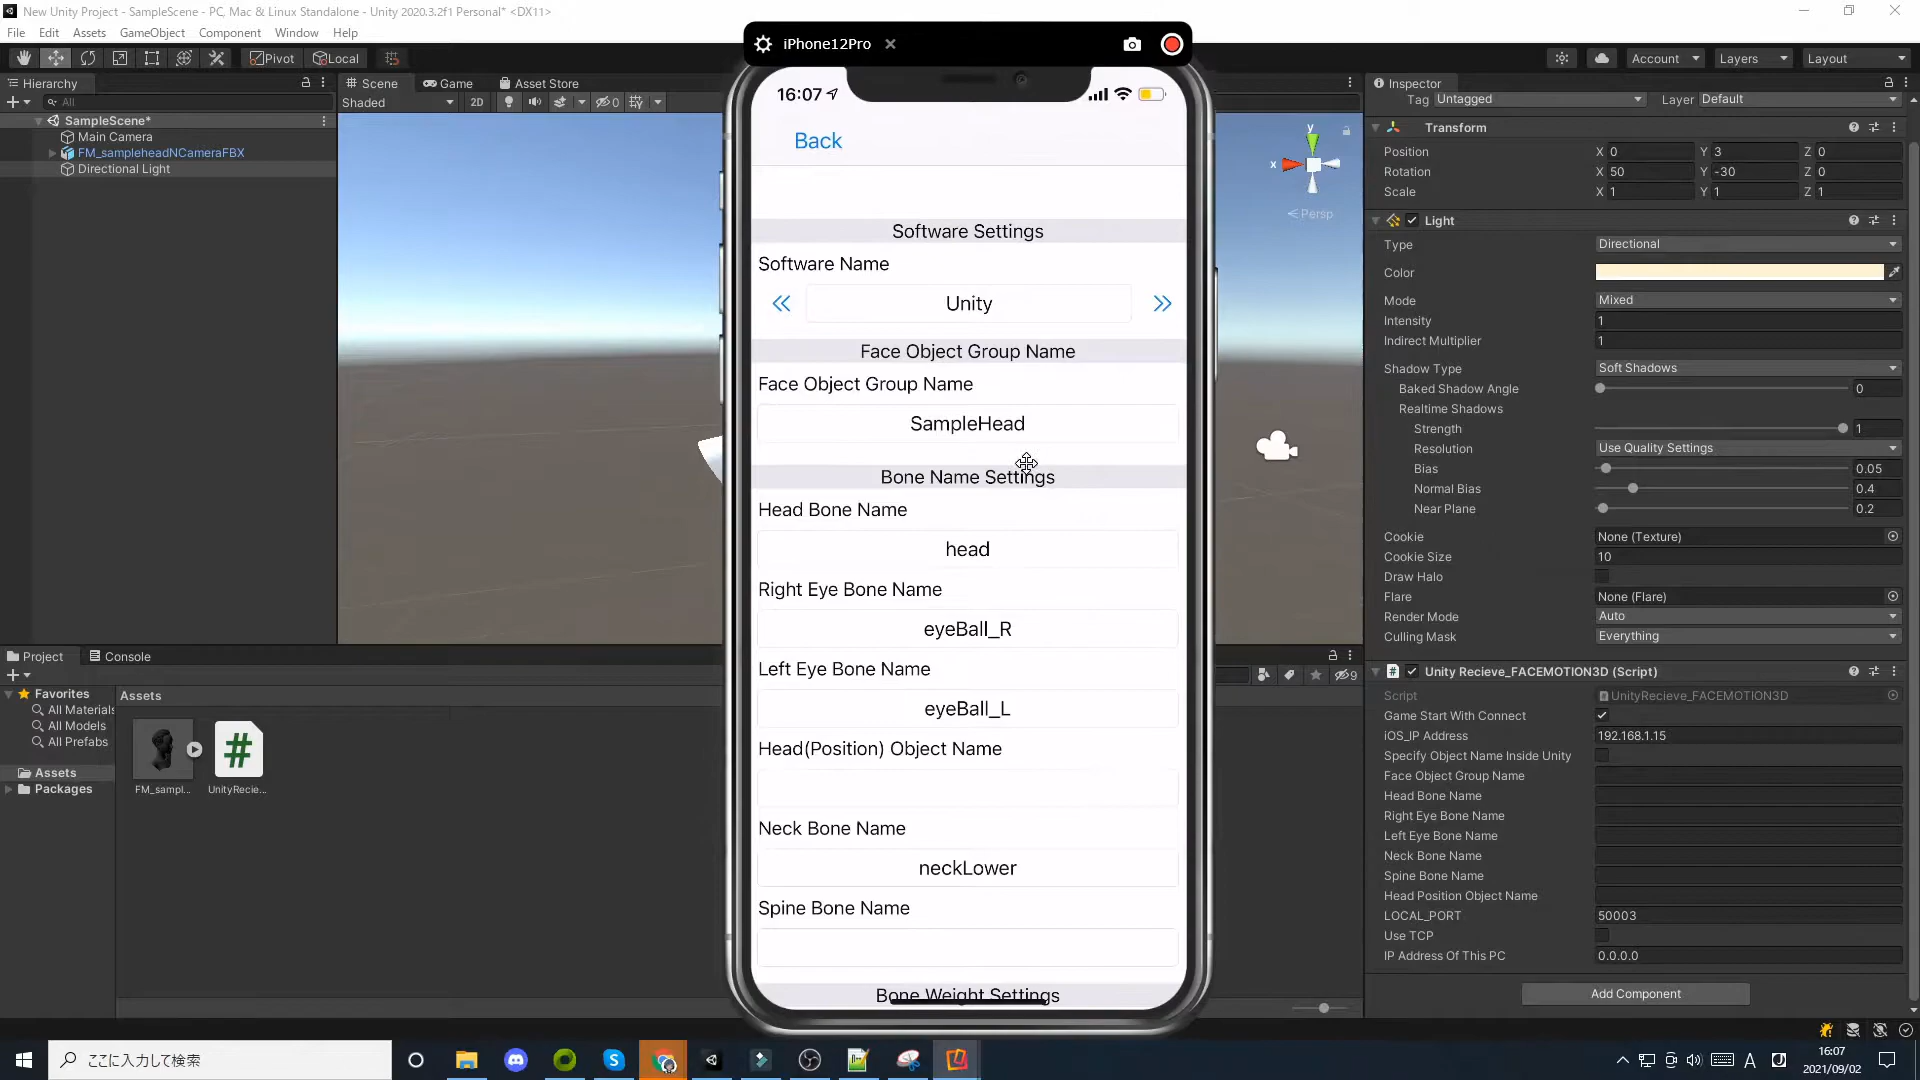 New Unity Project - SampleScene - PC, Mac & Linux Standalone - Unity 2020.3.2f1 Personal* <DX11>
File Edit Assets GameObject Component Window Help
Pivot Local Account Layers Layout
iPhone12Pro
16:07
Back
Software Settings
Software Name
Unity
Face Object Group Name
Face Object Group Name
SampleHead
Bone Name Settings
Head Bone Name
head
Right Eye Bone Name
eyeBall_R
Left Eye Bone Name
eyeBall_L
Head(Position) Object Name
Neck Bone Name
neckLower
Spine Bone Name
Bone Weight Settings
Hierarchy
All
SampleScene*
Main Camera
FM_sampleheadNCameraFBX
Directional Light
Scene Game Asset Store
Shaded 2D 0
y
x
Persp
Inspector
Tag Untagged Layer Default
Transform
Position X 0 Y 3 Z 0
Rotation X 50 Y -30 Z 0
Scale X 1 Y 1 Z 1
Light
Type Directional
Color
Mode Mixed
Intensity 1
Indirect Multiplier 1
Shadow Type Soft Shadows
Baked Shadow Angle 0
Realtime Shadows
Strength 1
Resolution Use Quality Settings
Bias 0.05
Normal Bias 0.4
Near Plane 0.2
Cookie None (Texture)
Cookie Size 10
Draw Halo
Flare None (Flare)
Render Mode Auto
Culling Mask Everything
Unity Recieve_FACEMOTION3D (Script)
Script UnityRecieve_FACEMOTION3D
Game Start With Connect
iOS_IP Address 192.168.1.15
Specify Object Name Inside Unity
Face Object Group Name
Head Bone Name
Right Eye Bone Name
Left Eye Bone Name
Neck Bone Name
Spine Bone Name
Head Position Object Name
LOCAL_PORT 50003
Use TCP
IP Address Of This PC 0.0.0.0
Add Component
Project Console
9
Favorites
All Materials
All Models
All Prefabs
Assets
Packages
Assets
FM_sampl... UnityRecie...
ここに入力して検索
A
16:07
2021/09/02